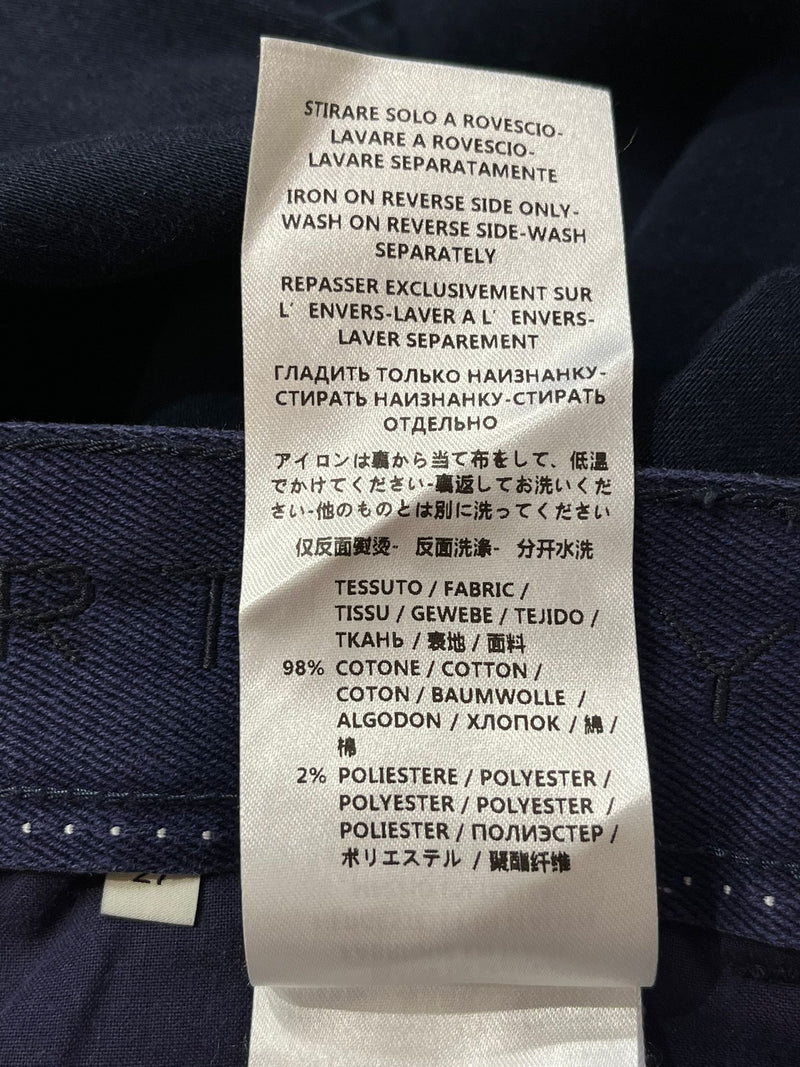 STIRARE SOLO A ROVESCIO-
LAVARE A ROVESCIO-
LAVARE SEPARATAMENTE
IRON ON REVERSE SIDE ONLY-
WASH ON REVERSE SIDE-WASH
SEPARATELY
REPASSER EXCLUSIVEMENT SUR
L' ENVERS-LAVER A L' ENVERS-
LAVER SEPAREMENT
ГЛАДИТЬ ТОЛЬКО НАИЗНАНКУ-
СТИРАТЬ НАИЗНАНКУ-СТИРАТЬ
ОТДЕЛЬНО
アイロンは裏から当て布をして、低温
でかけてください-裏返してお洗いくだ
さい-他のものとは別に洗ってください
仅反面熨烫- 反面洗涤- 分开水洗
TESSUTO / FABRIC /
TISSU / GEWEBE / TEJIDO /
ТКАНЬ / 表地 / 面料
98% COTONE / COTTON /
COTON / BAUMWOLLE /
ALGODON / ХЛОПОК / 綿 /
棉
2% POLIESTERE / POLYESTER /
POLYESTER / POLYESTER /
POLIESTER / ПОЛИЭСТЕР /
ポリエステル / 聚酯纤维
R T Y
27